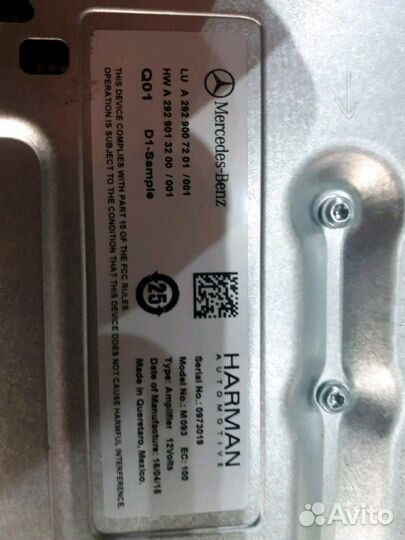 Mercedes-Benz
LU A 292 900 72 01 /001
HW A 292 901 32 00 /001
Q01 D1-Sample
25
HARMAN
AUTOMOTIVE
Serial No.: 0973019
Model No.: M093 EC: 100
Type: Amplifier 12Volts
Date of Manufacture: 16/04/15
Made in Queretaro, Mexico.
THIS DEVICE COMPLIES WITH PART 15 OF THE FCC RULES.
OPERATION IS SUBJECT TO THE CONDITION THAT THIS DEVICE DOES NOT CAUSE HARMFUL INTERFERENCE.
Avito